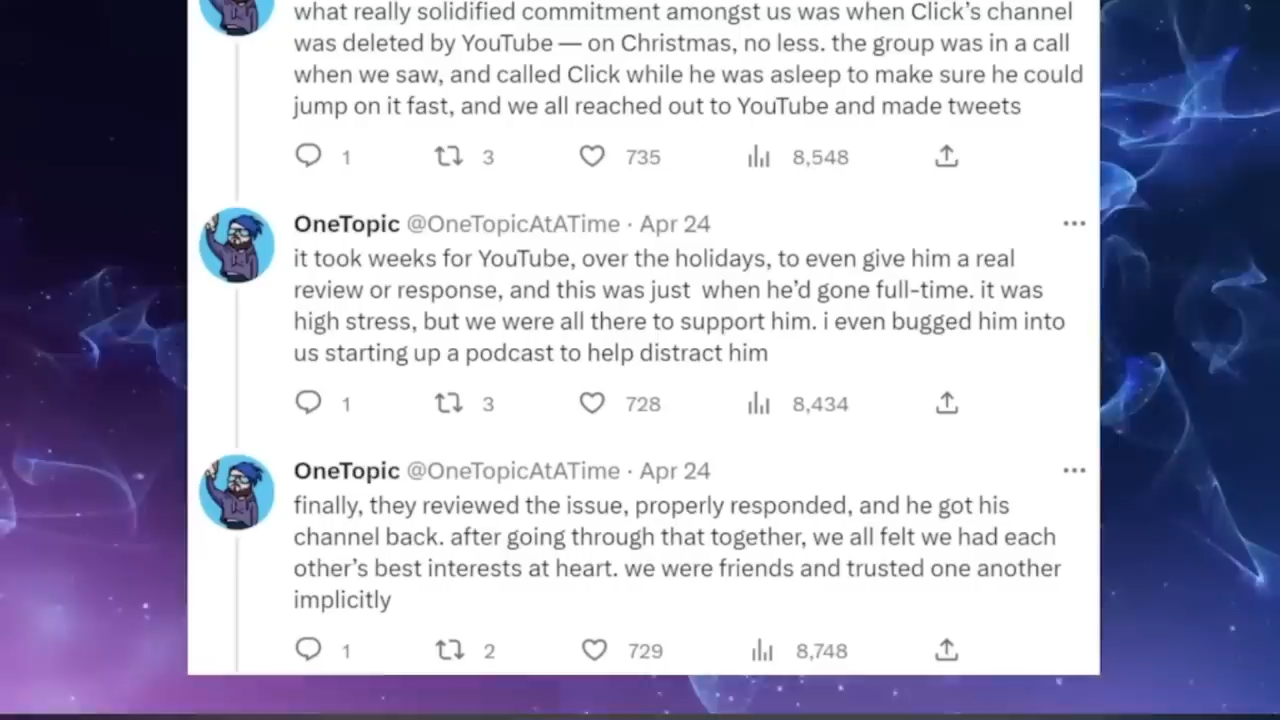 what really solidified commitment amongst us was when Click’s channel
was deleted by YouTube — on Christmas, no less. the group was in a call
when we saw, and called Click while he was asleep to make sure he could
jump on it fast, and we all reached out to YouTube and made tweets
1 3 735 8,548
OneTopic @OneTopicAtATime · Apr 24
it took weeks for YouTube, over the holidays, to even give him a real
review or response, and this was just  when he’d gone full-time. it was
high stress, but we were all there to support him. i even bugged him into
us starting up a podcast to help distract him
1 3 728 8,434
OneTopic @OneTopicAtATime · Apr 24
finally, they reviewed the issue, properly responded, and he got his
channel back. after going through that together, we all felt we had each
other’s best interests at heart. we were friends and trusted one another
implicitly
1 2 729 8,748